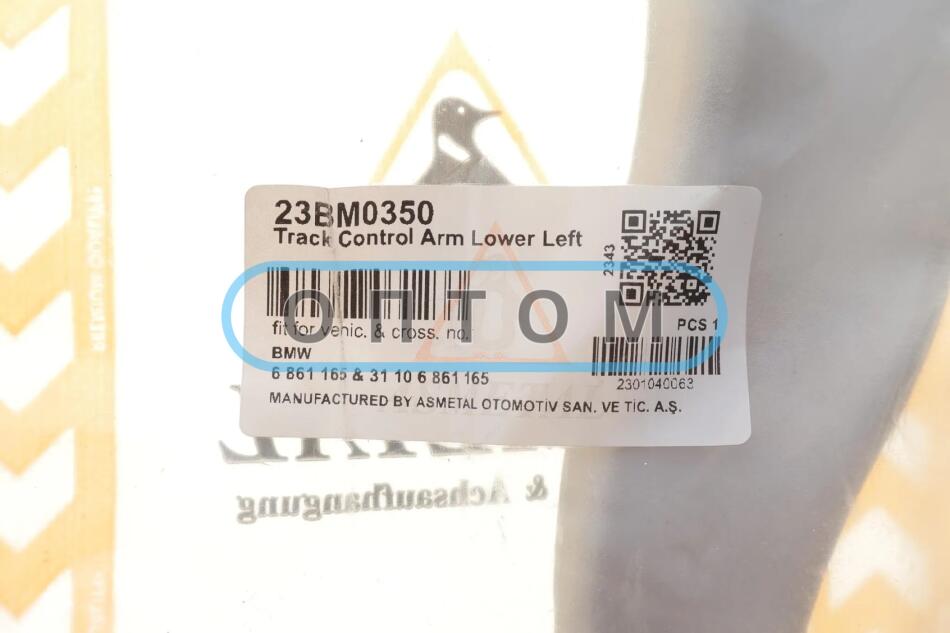 23BM0350
Track Control Arm Lower Left
2343
ОПТОМ
fit for vehic. & cross. no.
PCS 1
BMW
6 861 165 & 31 10 6 861 165
2301040063
MANUFACTURED BY ASMETAL OTOMOTİV SAN. VE TİC. A.Ş.
& Achsaufhangung